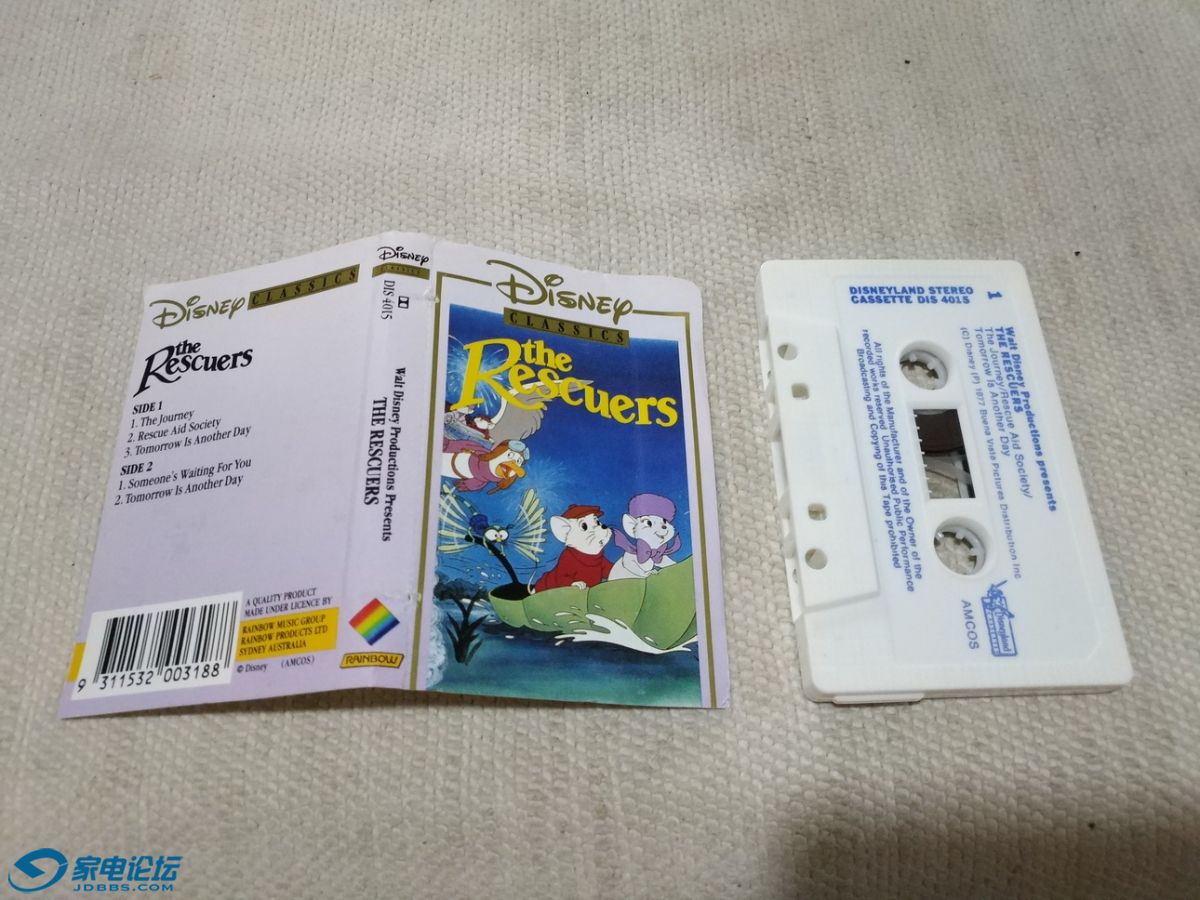 Disney CLASSICS
the
Rescuers
SIDE 1
1. The Journey
2. Rescue Aid Society
3. Tomorrow Is Another Day
SIDE 2
1. Someone's Waiting For You
2. Tomorrow Is Another Day
A QUALITY PRODUCT
MADE UNDER LICENCE BY
RAINBOW MUSIC GROUP
RAINBOW PRODUCTS LTD
SYDNEY AUSTRALIA
© Disney (AMCOS)
9 311532 003188
Disney
CLASSICS
DIS 4015
Walt Disney Productions Presents
THE RESCUERS
RAINBOW
Disney
CLASSICS
the
Rescuers
DISNEYLAND STEREO
CASSETTE DIS 4015
1
Walt Disney Productions presents
THE RESCUERS
The Journey/Rescue Aid Society/
Tomorrow Is Another Day
(C) Disney (P) 1977 Buena Vista Pictures Distribution Inc
All rights of the Manufacturer and of the Owner of the
recorded works reserved Unauthorised Public Performance
Broadcasting and Copying of this Tape prohibited
Disneyland
AMCOS
家电论坛
JDBBS.COM